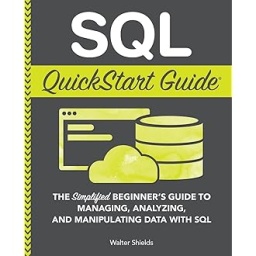 SQL
QuickStart Guide®
THE Simplified BEGINNER'S GUIDE TO
MANAGING, ANALYZING,
AND MANIPULATING DATA WITH SQL
Walter Shields